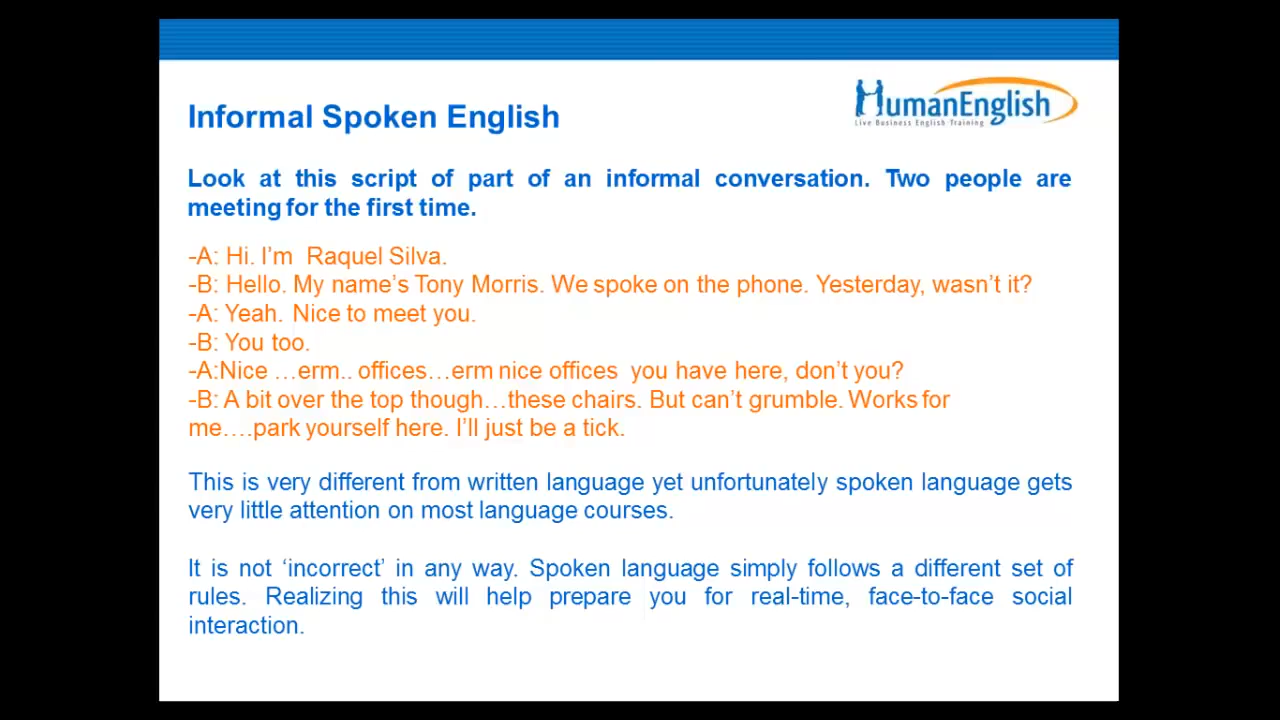 HumanEnglish
Live Business English Training
Informal Spoken English
Look at this script of part of an informal conversation. Two people are
meeting for the first time.
-A: Hi. I’m  Raquel Silva.
-B: Hello. My name’s Tony Morris. We spoke on the phone. Yesterday, wasn’t it?
-A: Yeah. Nice to meet you.
-B: You too.
-A:Nice …erm.. offices…erm nice offices  you have here, don’t you?
-B: A bit over the top though…these chairs. But can’t grumble. Works for
me….park yourself here. I’ll just be a tick.
This is very different from written language yet unfortunately spoken language gets
very little attention on most language courses.
It is not ‘incorrect’ in any way. Spoken language simply follows a different set of
rules. Realizing this will help prepare you for real-time, face-to-face social
interaction.